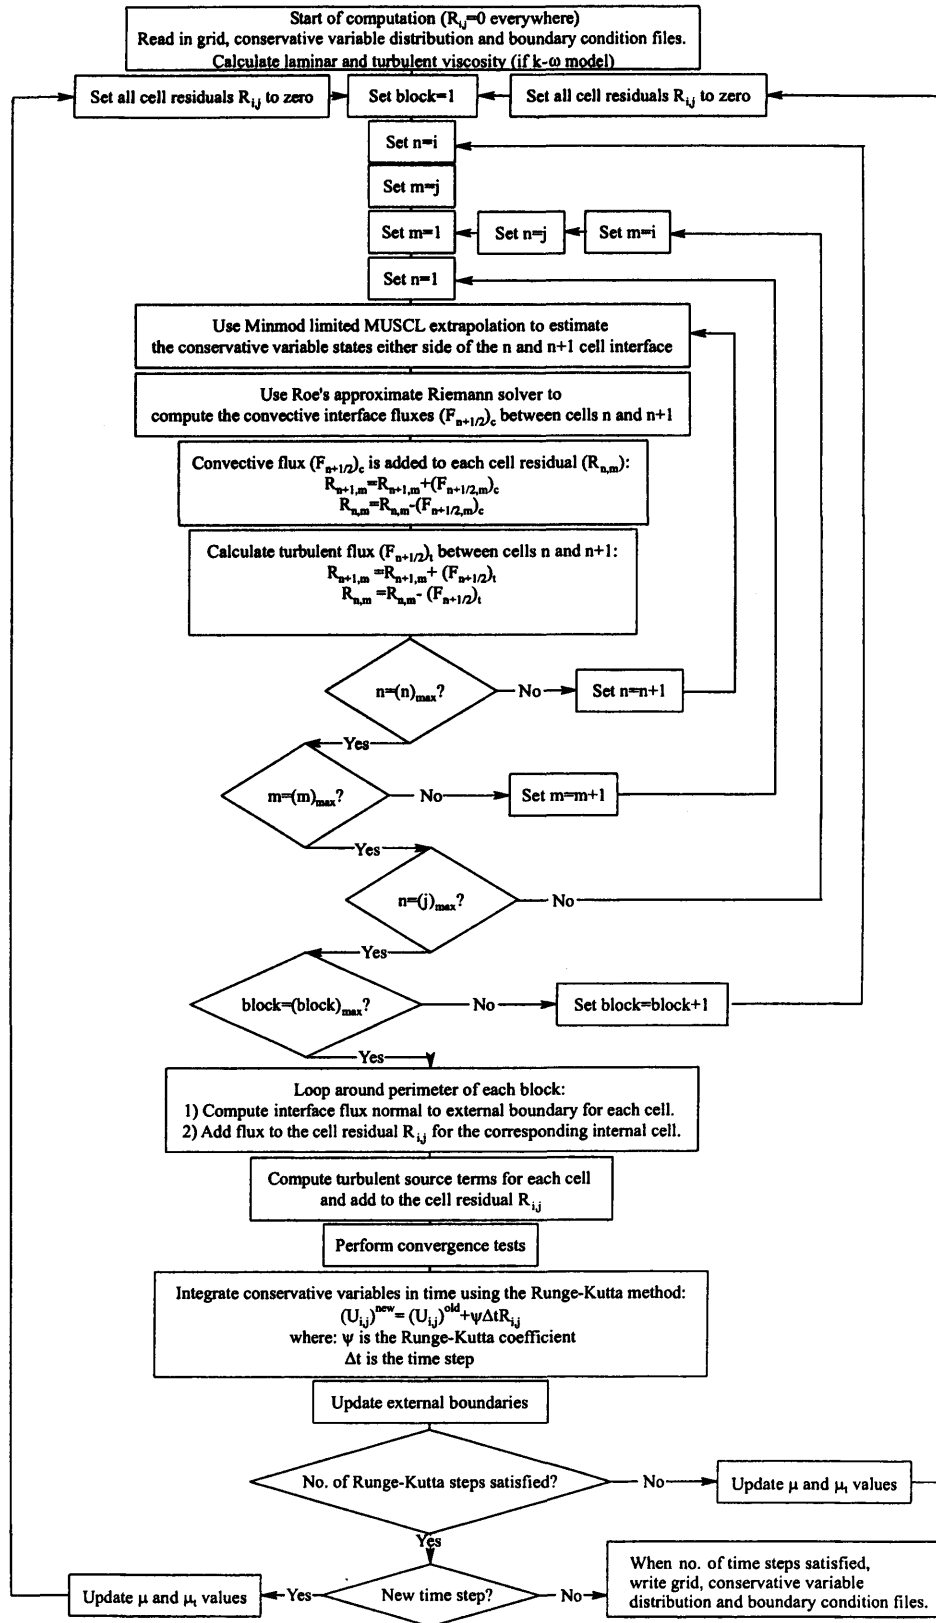 Start of computation (R_{i,j}=0 everywhere)
Read in grid, conservative variable distribution and boundary condition files.
Calculate laminar and turbulent viscosity (if k-ω model)
Set all cell residuals R_{i,j} to zero
Set block=1
Set all cell residuals R_{i,j} to zero
Set n=i
Set m=j
Set m=1
Set n=j
Set m=i
Set n=1
Use Minmod limited MUSCL extrapolation to estimate
the conservative variable states either side of the n and n+1 cell interface
Use Roe's approximate Riemann solver to
compute the convective interface fluxes (F_{n+1/2})_c between cells n and n+1
Convective flux (F_{n+1/2})_c is added to each cell residual (R_{n,m}):
R_{n+1,m}=R_{n+1,m}+(F_{n+1/2,m})_c
R_{n,m}=R_{n,m}-(F_{n+1/2,m})_c
Calculate turbulent flux (F_{n+1/2})_t between cells n and n+1:
R_{n+1,m} =R_{n+1,m}+ (F_{n+1/2})_t
R_{n,m} =R_{n,m}- (F_{n+1/2})_t
n=(n)_{max}?
No
Set n=n+1
Yes
m=(m)_{max}?
No
Set m=m+1
Yes
n=(j)_{max}?
No
Yes
block=(block)_{max}?
No
Set block=block+1
Yes
Loop around perimeter of each block:
1) Compute interface flux normal to external boundary for each cell.
2) Add flux to the cell residual R_{i,j} for the corresponding internal cell.
Compute turbulent source terms for each cell
and add to the cell residual R_{i,j}
Perform convergence tests
Integrate conservative variables in time using the Runge-Kutta method:
(U_{i,j})^{new}= (U_{i,j})^{old}+ψΔtR_{i,j}
where: ψ is the Runge-Kutta coefficient
Δt is the time step
Update external boundaries
No. of Runge-Kutta steps satisfied?
No
Update μ and μ_t values
Yes
Update μ and μ_t values
Yes
New time step?
No
When no. of time steps satisfied,
write grid, conservative variable
distribution and boundary condition files.